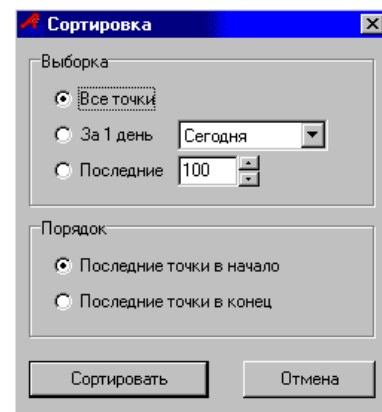 Сортировка
Выборка
Все точки
За 1 день Сегодня
Последние 100
Порядок
Последние точки в начало
Последние точки в конец
Сортировать Отмена